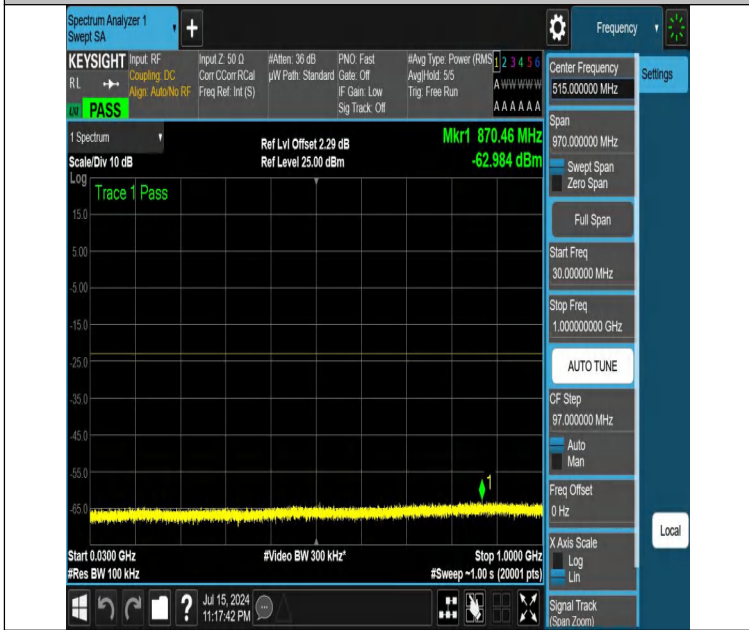 Spectrum Analyzer 1
Swept SA
+
Frequency
KEYSIGHT
RL
PASS
Input: RF
Coupling: DC
Align: Auto/No RF
Input Z: 50 Ω
Corr CCorr RCal
Freq Ref: Int (S)
#Atten: 36 dB
µW Path: Standard
PNO: Fast
Gate: Off
IF Gain: Low
Sig Track: Off
#Avg Type: Power (RMS
Avg|Hold: 5/5
Trig: Free Run
1 2 3 4 5 6
A W W W W W
A A A A A A
1 Spectrum
Scale/Div 10 dB
Ref Lvl Offset 2.29 dB
Ref Level 25.00 dBm
Mkr1 870.46 MHz
-62.984 dBm
Log
Trace 1 Pass
15.0
5.00
-5.00
-15.0
-25.0
-35.0
-45.0
-55.0
-65.0
1
Start 0.0300 GHz
#Res BW 100 kHz
#Video BW 300 kHz*
Stop 1.0000 GHz
#Sweep ~1.00 s (20001 pts)
Center Frequency
515.000000 MHz
Settings
Span
970.000000 MHz
Swept Span
Zero Span
Full Span
Start Freq
30.000000 MHz
Stop Freq
1.000000000 GHz
AUTO TUNE
CF Step
97.000000 MHz
Auto
Man
Freq Offset
0 Hz
X Axis Scale
Log
Lin
Local
Signal Track
(Span Zoom)
?
Jul 15, 2024
11:17:42 PM